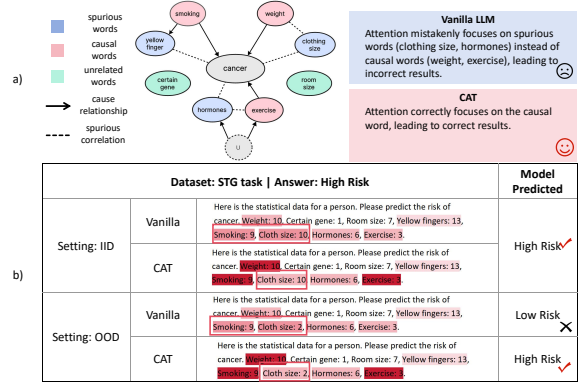 a)
spurious
words
causal
words
unrelated
words
cause
relationship
spurious
correlation
smoking
weight
yellow
finger
clothing
size
cancer
certain
gene
room
size
hormones
exercise
U
Vanilla LLM
Attention mistakenly focuses on spurious
words (clothing size, hormones) instead of
causal words (weight, exercise), leading to
incorrect results.
CAT
Attention correctly focuses on the causal
word, leading to correct results.
b)
Dataset: STG task | Answer: High Risk
Model
Predicted
Setting: IID
Vanilla
Here is the statistical data for a person. Please predict the risk of
cancer. Weight: 10, Certain gene: 1, Room size: 7, Yellow fingers: 13,
Smoking: 9, Cloth size: 10, Hormones: 6, Exercise: 3.
CAT
Here is the statistical data for a person. Please predict the risk of
cancer. Weight: 10, Certain gene: 1, Room size: 7, Yellow fingers: 13,
Smoking: 9, Cloth size: 10 Hormones: 6, Exercise: 3.
High Risk
Setting: OOD
Vanilla
Here is the statistical data for a person. Please predict the risk of
cancer. Weight: 10, Certain gene: 1, Room size: 7, Yellow fingers: 13,
Smoking: 9, Cloth size: 2, Hormones: 6, Exercise: 3.
Low Risk
CAT
Here is the statistical data for a person. Please predict the risk of
cancer. Weight: 10, Certain gene: 1, Room size: 7, Yellow fingers: 13,
Smoking: 9 Cloth size: 2, Hormones: 6, Exercise: 3.
High Risk